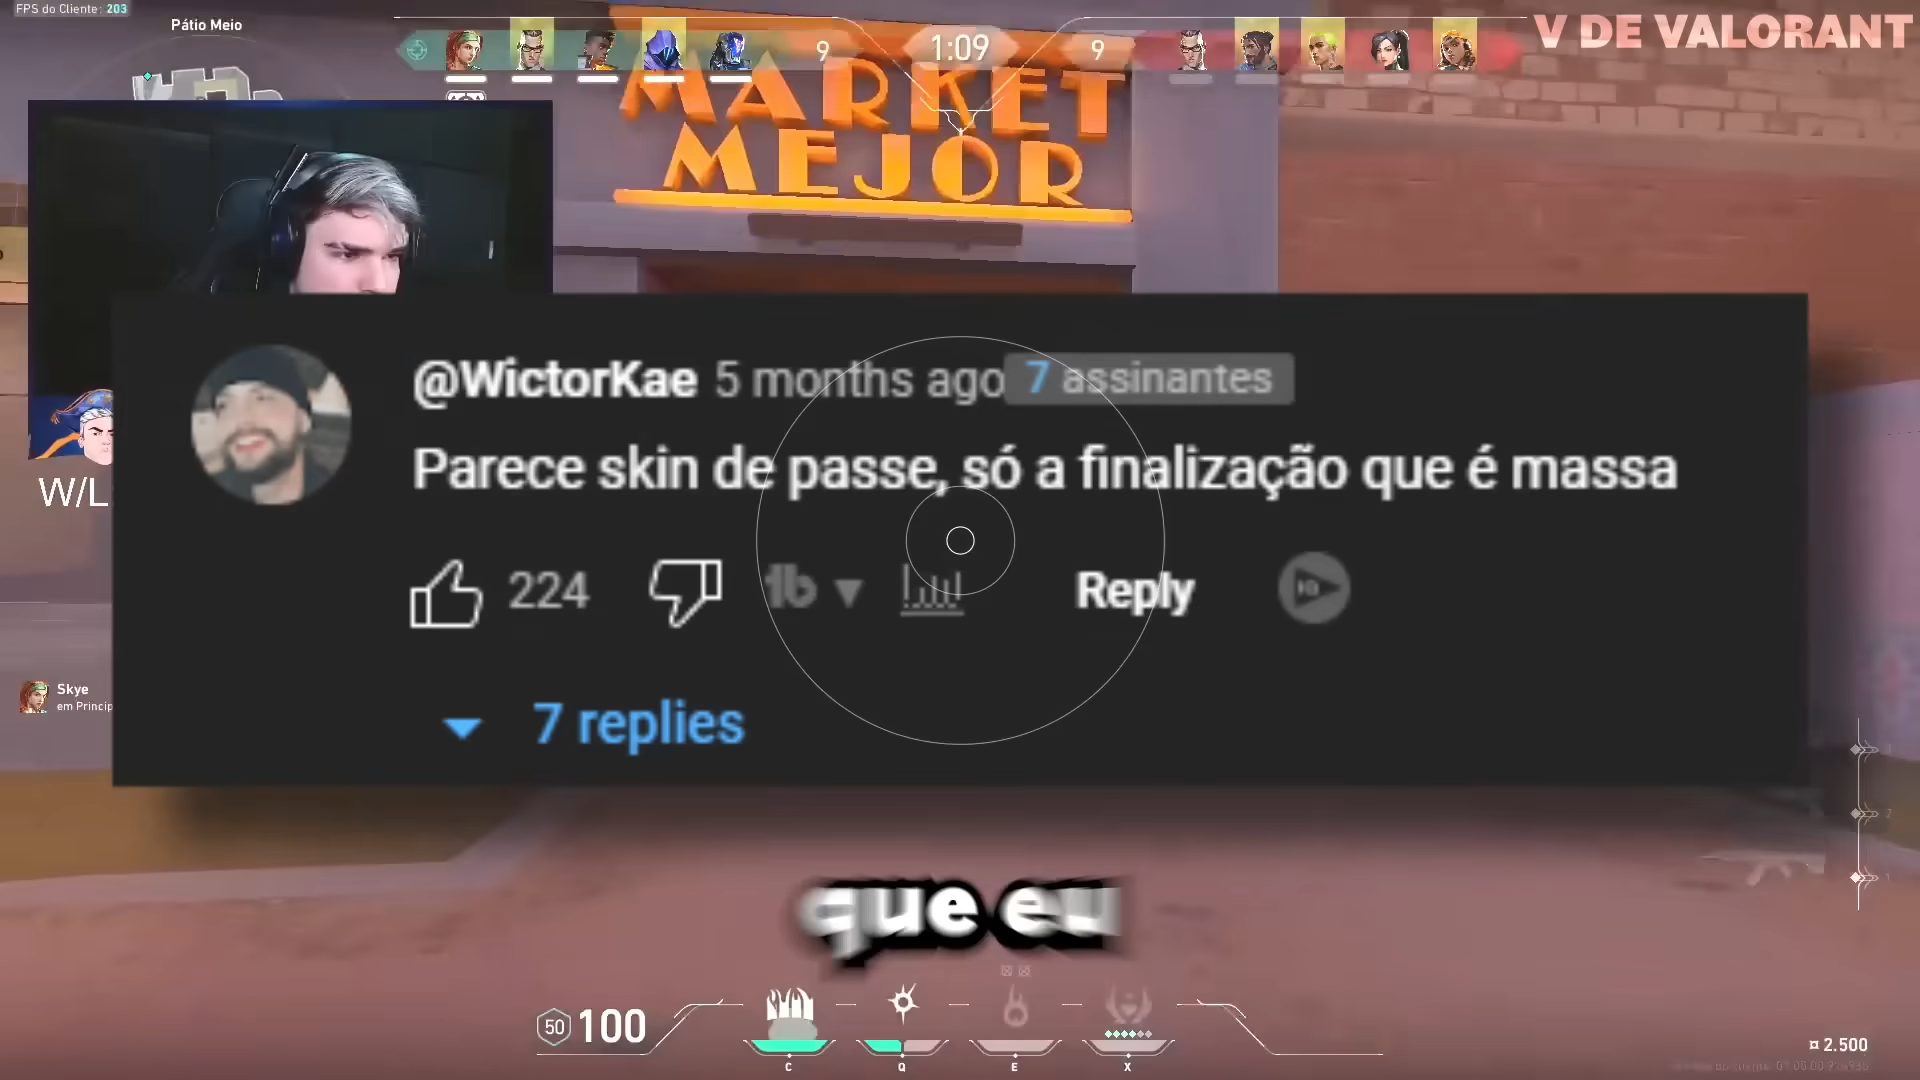 FPS do Cliente: 203
Pátio Meio
9
1:09
9
V DE VALORANT
MARKET
MEJOR
@WictorKae 5 months ago 7 assinantes
Parece skin de passe, só a finalização que é massa
W/L
224
Reply
Skye
em Princip
7 replies
que eu
50 100
C
Q
E
X
¤ 2.500